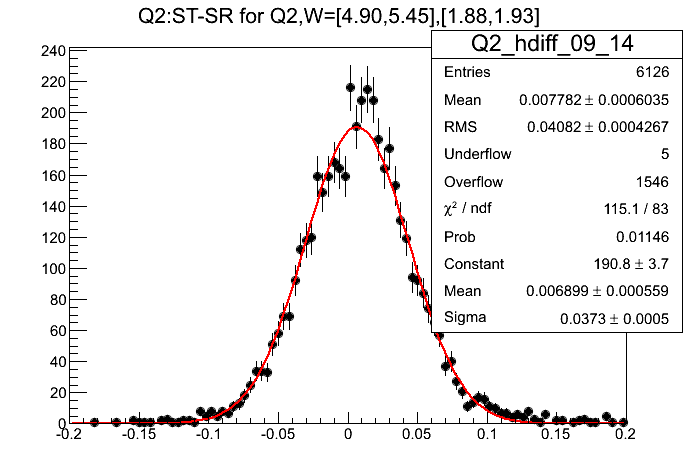 Q2:ST-SR for Q2,W=[4.90,5.45],[1.88,1.93]
Q2_hdiff_09_14
Entries 6126
Mean 0.007782 ± 0.0006035
RMS 0.04082 ± 0.0004267
Underflow 5
Overflow 1546
χ² / ndf 115.1 / 83
Prob 0.01146
Constant 190.8 ± 3.7
Mean 0.006899 ± 0.000559
Sigma 0.0373 ± 0.0005
240
220
200
180
160
140
120
100
80
60
40
20
0
-0.2 -0.15 -0.1 -0.05 0 0.05 0.1 0.15 0.2